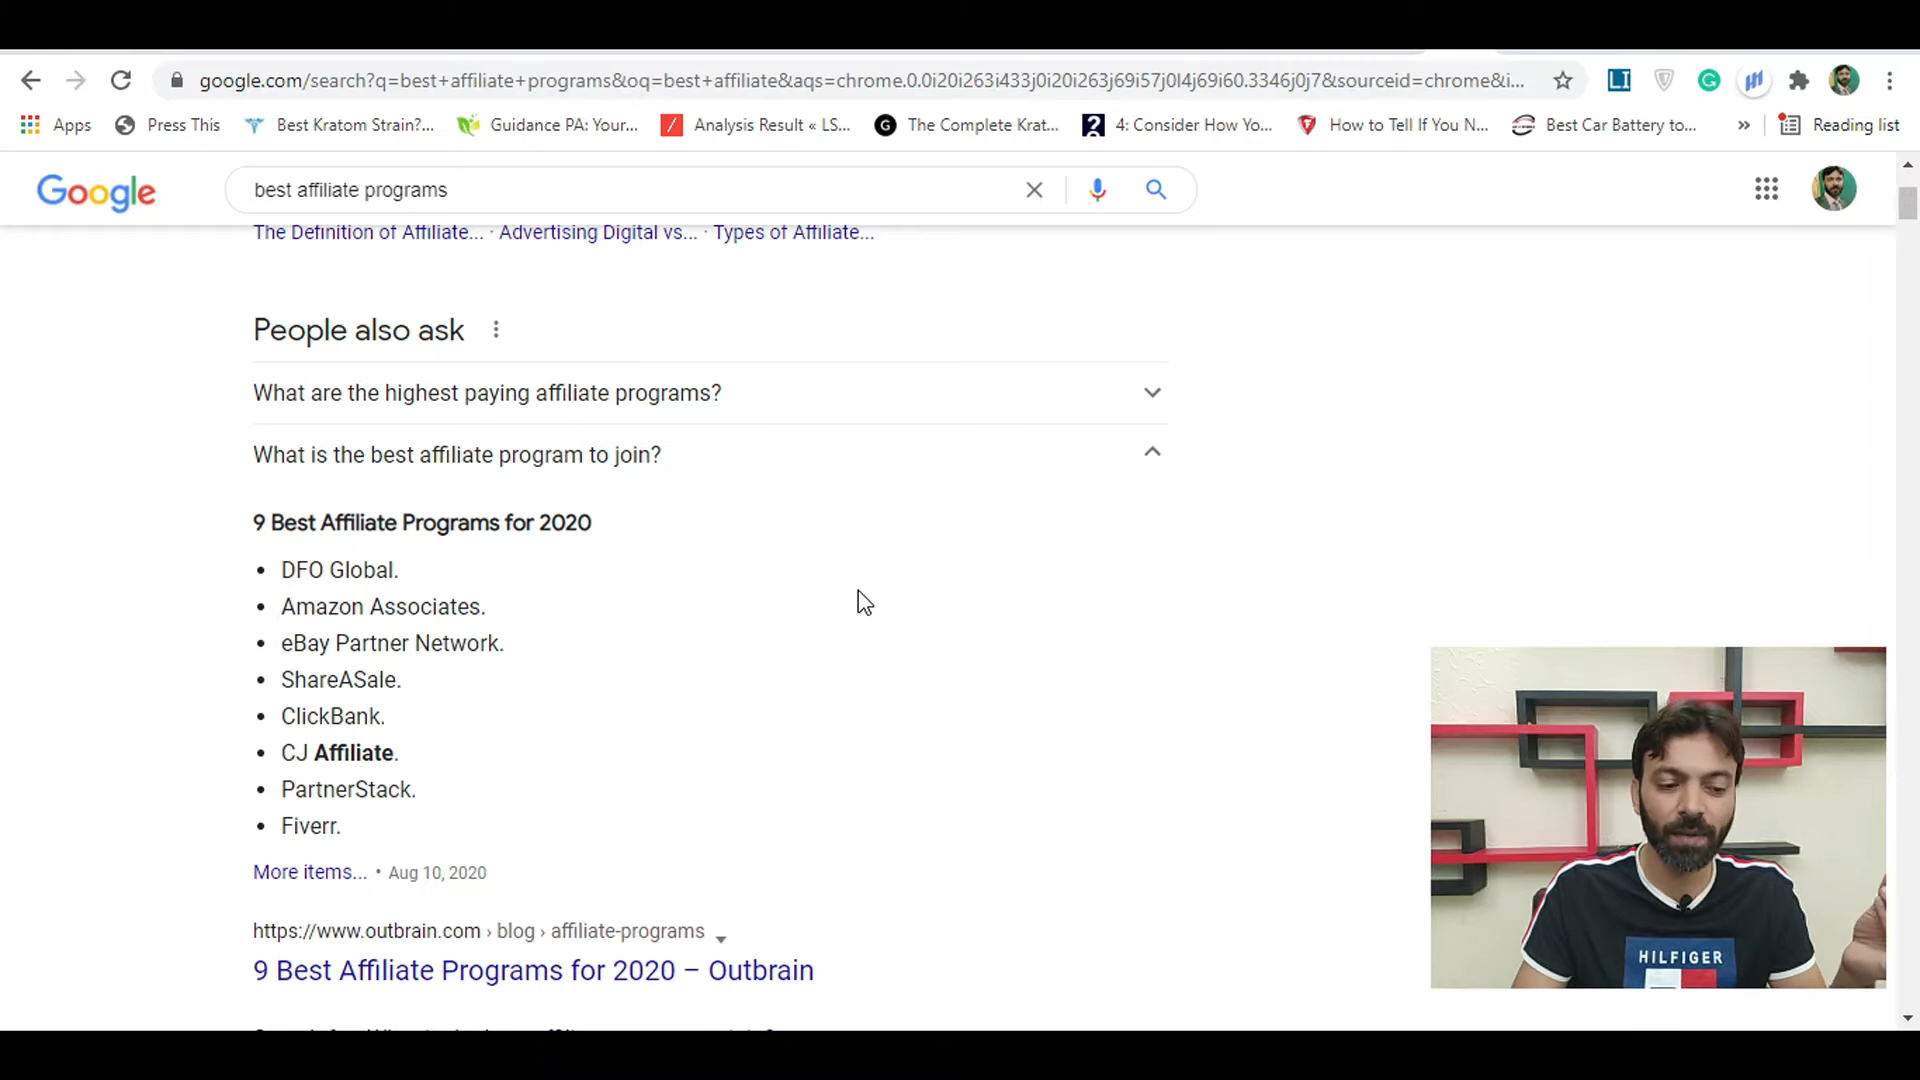 google.com/search?q=best+affiliate+programs&oq=best+affiliate&aqs=chrome.0.0i20i263i433j0i20i263j69i57j0l4j69i60.3346j0j7&sourceid=chrome&i...
Apps Press This Best Kratom Strain?... Guidance PA: Your... Analysis Result « LS... The Complete Krat... 4: Consider How Yo... How to Tell If You N... Best Car Battery to... » Reading list
Google best affiliate programs
The Definition of Affiliate... · Advertising Digital vs... · Types of Affiliate...
People also ask
What are the highest paying affiliate programs?
What is the best affiliate program to join?
9 Best Affiliate Programs for 2020
• DFO Global.
• Amazon Associates.
• eBay Partner Network.
• ShareASale.
• ClickBank.
• CJ Affiliate.
• PartnerStack.
• Fiverr.
More items... • Aug 10, 2020
https://www.outbrain.com › blog › affiliate-programs
9 Best Affiliate Programs for 2020 – Outbrain
HILFIGER